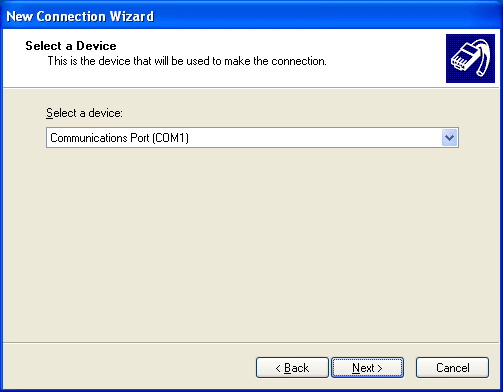 New Connection Wizard
Select a Device
This is the device that will be used to make the connection.
Select a device:
Communications Port (COM1)
< Back
Next >
Cancel